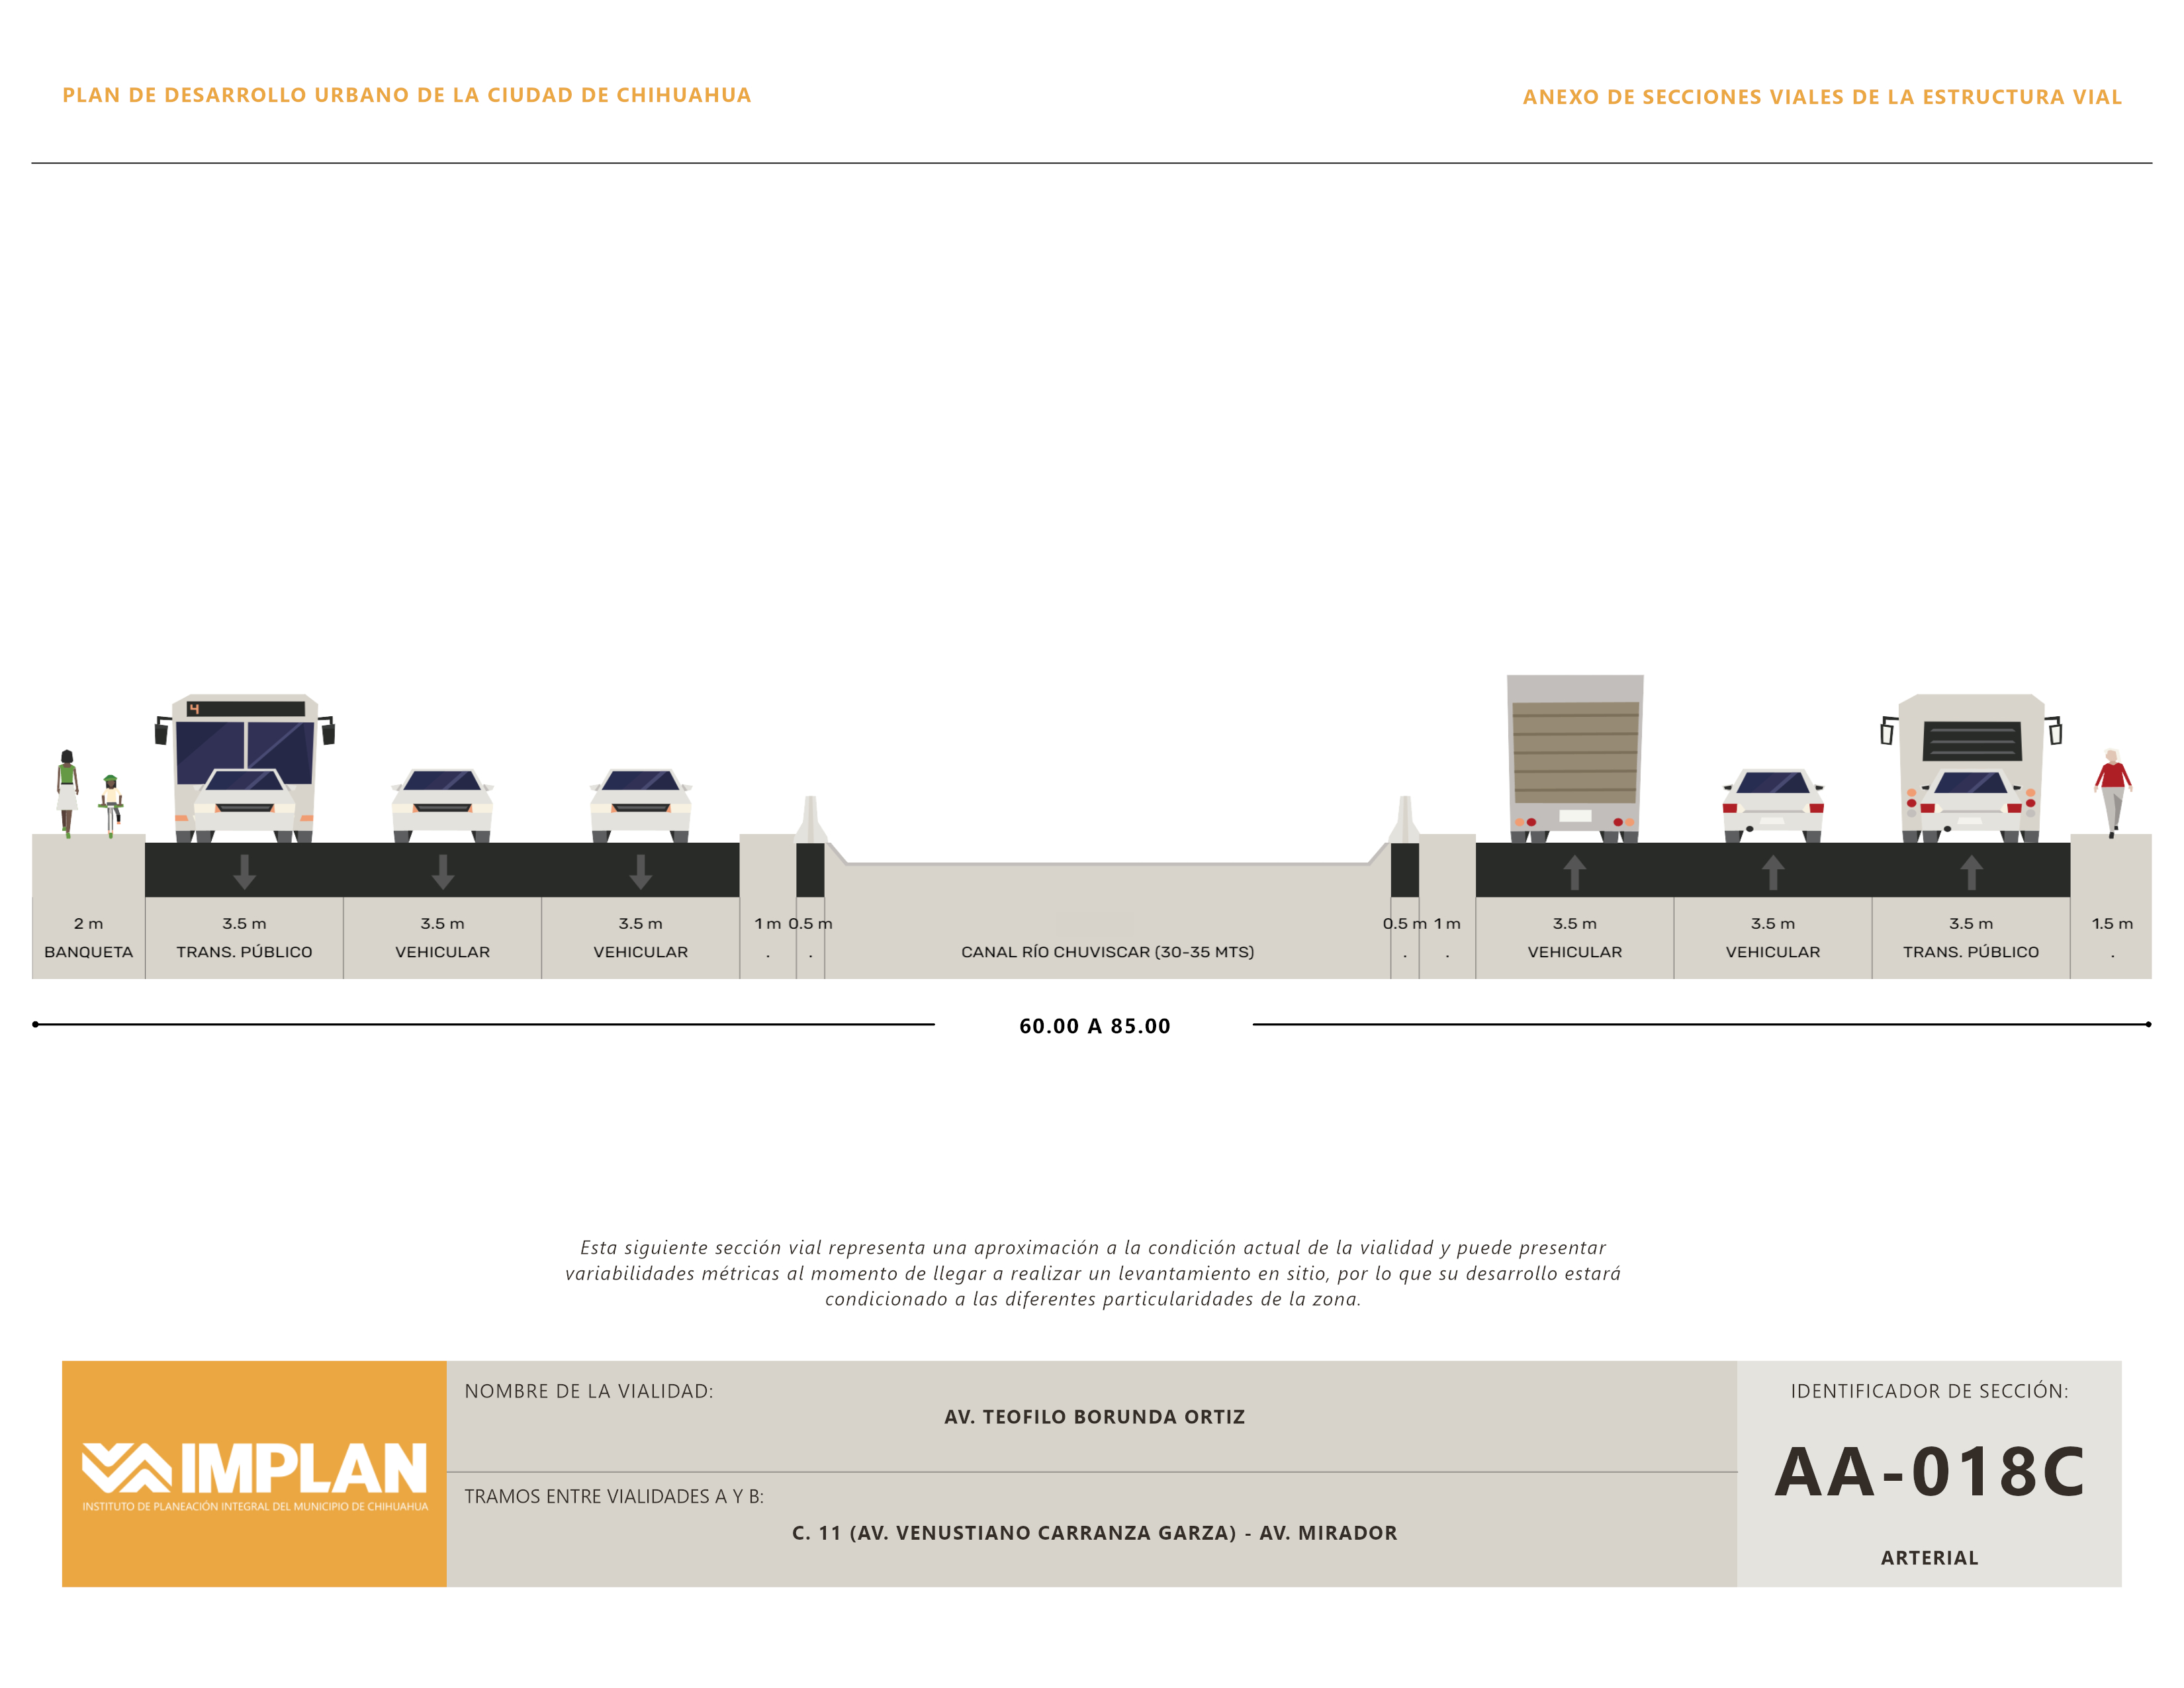 PLAN DE DESARROLLO URBANO DE LA CIUDAD DE CHIHUAHUA
ANEXO DE SECCIONES VIALES DE LA ESTRUCTURA VIAL
4
2 m 3.5 m 3.5 m 3.5 m 1 m 0.5 m 0.5 m 1 m 3.5 m 3.5 m 3.5 m 1.5 m
BANQUETA TRANS. PÚBLICO VEHICULAR VEHICULAR . . CANAL RÍO CHUVISCAR (30-35 MTS) . . VEHICULAR VEHICULAR TRANS. PÚBLICO .
60.00 A 85.00
Esta siguiente sección vial representa una aproximación a la condición actual de la vialidad y puede presentar
variabilidades métricas al momento de llegar a realizar un levantamiento en sitio, por lo que su desarrollo estará
condicionado a las diferentes particularidades de la zona.
IMPLAN
INSTITUTO DE PLANEACIÓN INTEGRAL DEL MUNICIPIO DE CHIHUAHUA
NOMBRE DE LA VIALIDAD:
AV. TEOFILO BORUNDA ORTIZ
TRAMOS ENTRE VIALIDADES A Y B:
C. 11 (AV. VENUSTIANO CARRANZA GARZA) - AV. MIRADOR
IDENTIFICADOR DE SECCIÓN:
AA-018C
ARTERIAL